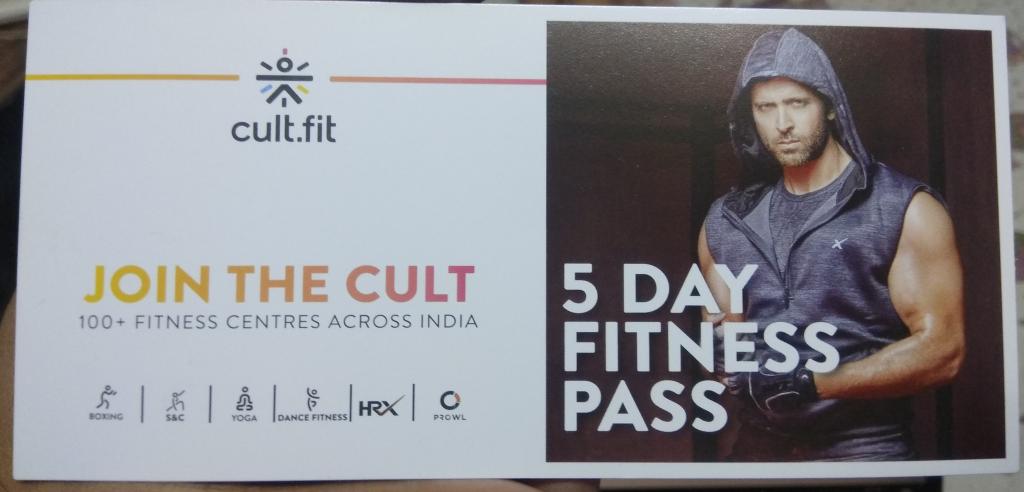 cult.fit
JOIN THE CULT
100+ FITNESS CENTRES ACROSS INDIA
BOXING
S&C
YOGA
DANCE FITNESS
HRX
PROWL
5 DAY
FITNESS
PASS